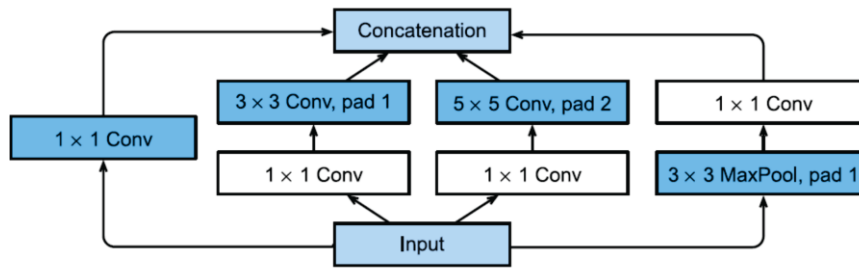 Concatenation
3 × 3 Conv, pad 1
5 × 5 Conv, pad 2
1 × 1 Conv
1 × 1 Conv
1 × 1 Conv
1 × 1 Conv
3 × 3 MaxPool, pad 1
Input